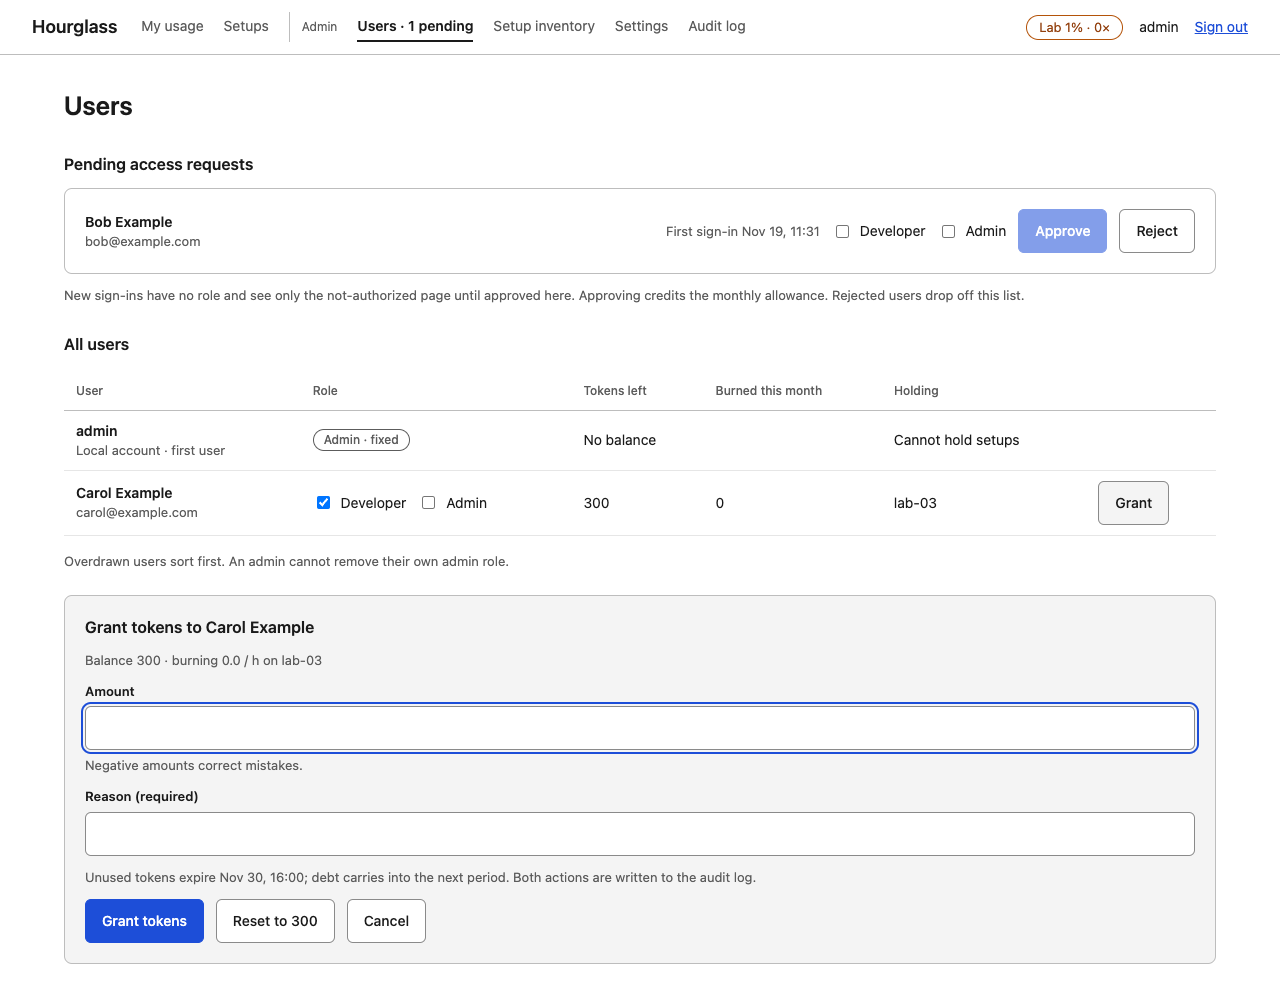 Hourglass My usage Setups Admin Users · 1 pending Setup inventory Settings Audit log Lab 1% · 0× admin Sign out
Users
Pending access requests
Bob Example
bob@example.com
First sign-in Nov 19, 11:31 Developer Admin Approve Reject
New sign-ins have no role and see only the not-authorized page until approved here. Approving credits the monthly allowance. Rejected users drop off this list.
All users
User Role Tokens left Burned this month Holding
admin
Local account · first user
Admin · fixed No balance Cannot hold setups
Carol Example
carol@example.com
Developer Admin 300 0 lab-03 Grant
Overdrawn users sort first. An admin cannot remove their own admin role.
Grant tokens to Carol Example
Balance 300 · burning 0.0 / h on lab-03
Amount
Negative amounts correct mistakes.
Reason (required)
Unused tokens expire Nov 30, 16:00; debt carries into the next period. Both actions are written to the audit log.
Grant tokens Reset to 300 Cancel